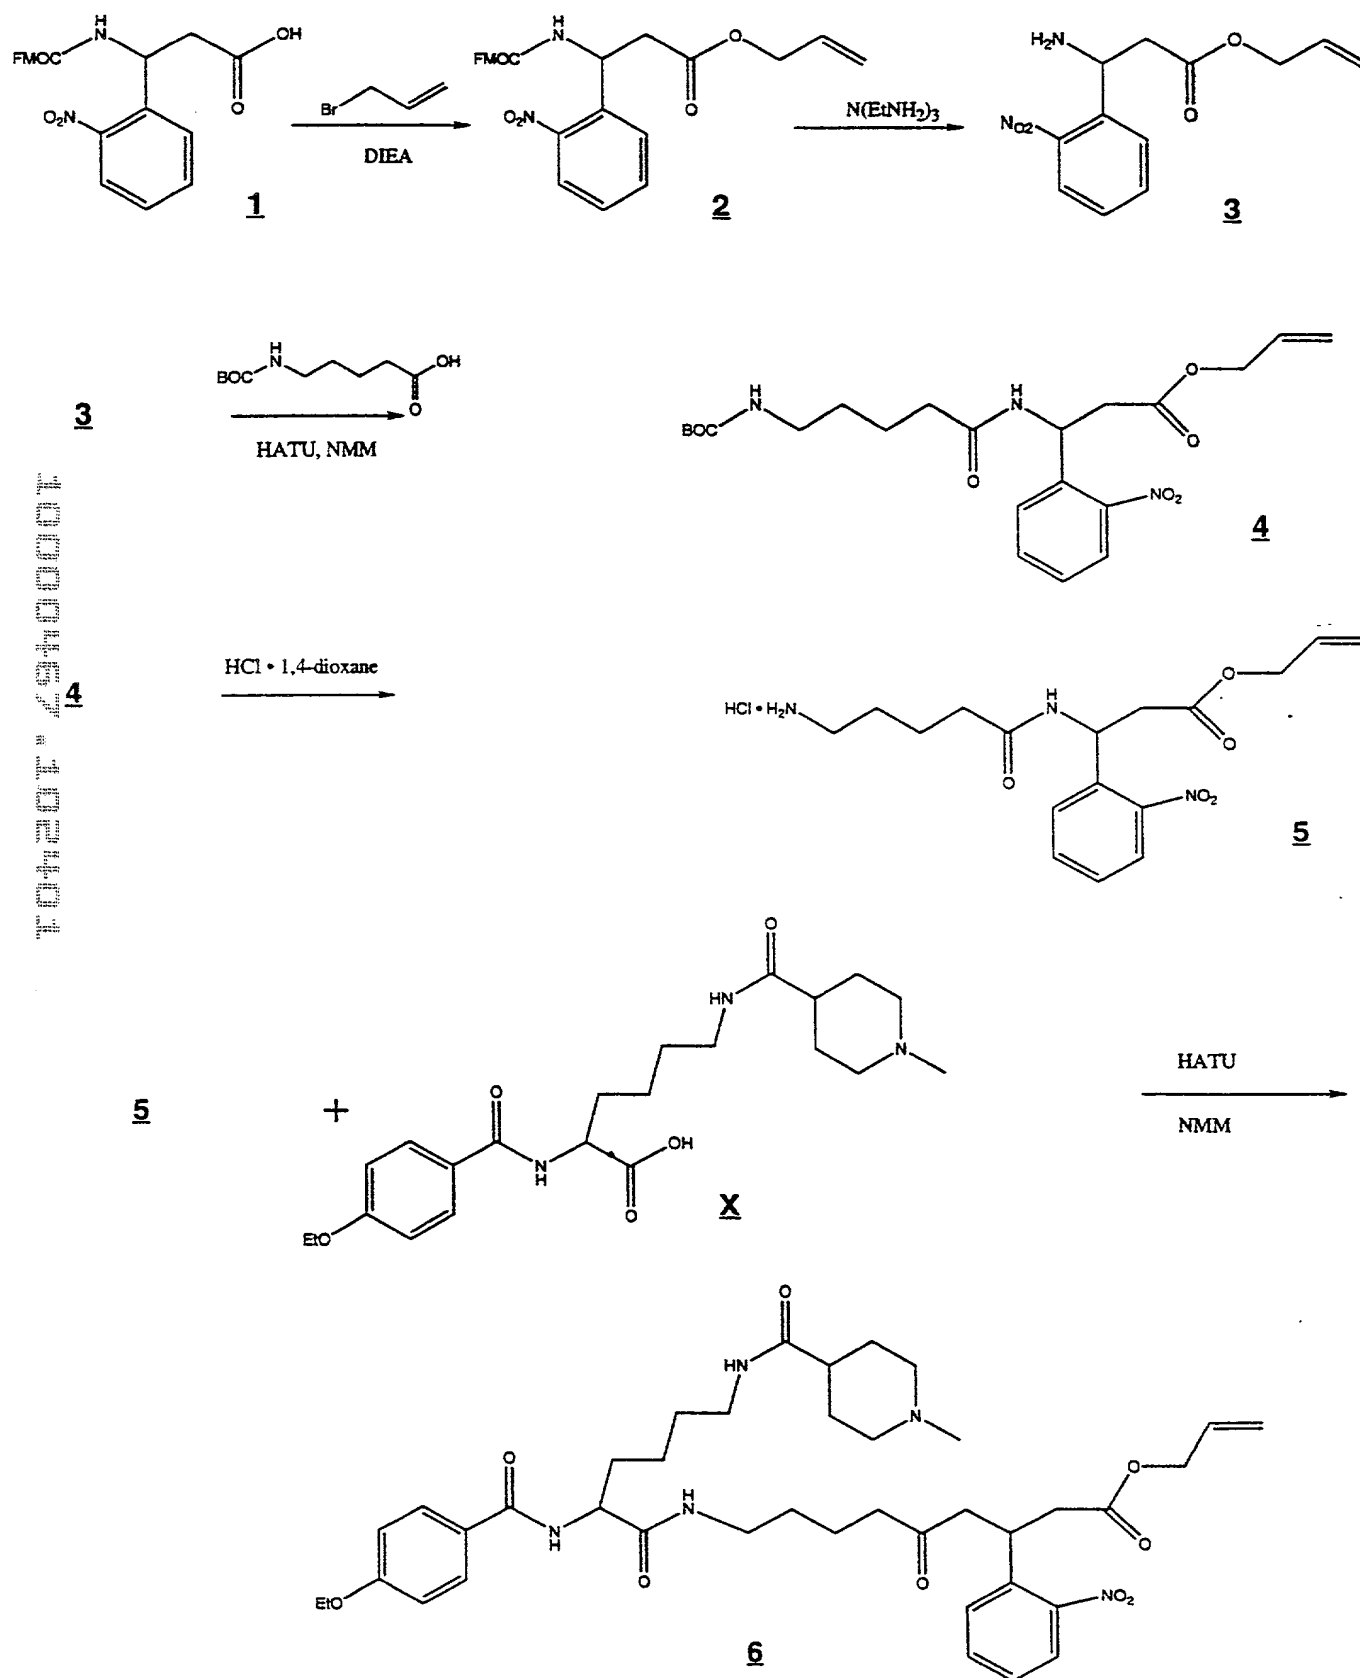 FMOC H N OH O O₂N 1
Br DIEA
FMOC H N O O O₂N 2
N(EtNH₂)₃
H₂N O O NO2 3
3 BOC H N OH O HATU, NMM
BOC H N O H N O O NO₂ 4
4 HCl • 1,4-dioxane
HCl • H₂N O H N O O NO₂ 5
5 + EtO O N H O OH HN O N X
HATU
NMM
EtO O N H O H N HN O N O O O NO₂ 6